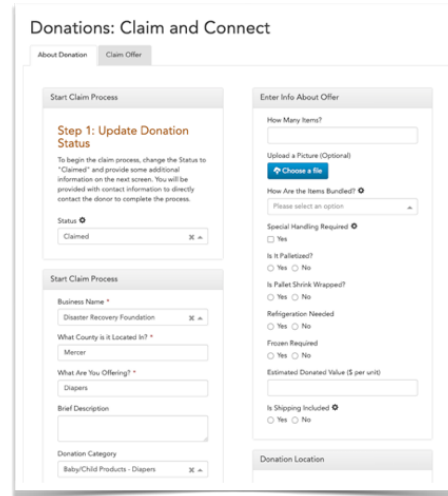 Donations: Claim and Connect
About Donation
Claim Offer
Start Claim Process
Step 1: Update Donation
Status
To begin the claim process, change the Status to
"Claimed" and provide some additional
information on the next screen. You will be
provided with contact information to directly
contact the donor to complete the process.
Status
Claimed
Start Claim Process
Business Name *
Disaster Recovery Foundation
What County is it Located In? *
Mercer
What Are You Offering? *
Diapers
Brief Description
Donation Category
Baby/Child Products - Diapers
Enter Info About Offer
How Many Items?
Upload a Picture (Optional)
Choose a file
How Are the Items Bundled?
Please select an option
Special Handling Required
Yes
Is It Palletized?
Yes No
Is Pallet Shrink Wrapped?
Yes No
Refrigeration Needed
Yes No
Frozen Required
Yes No
Estimated Donated Value ($ per unit)
Is Shipping Included
Yes No
Donation Location